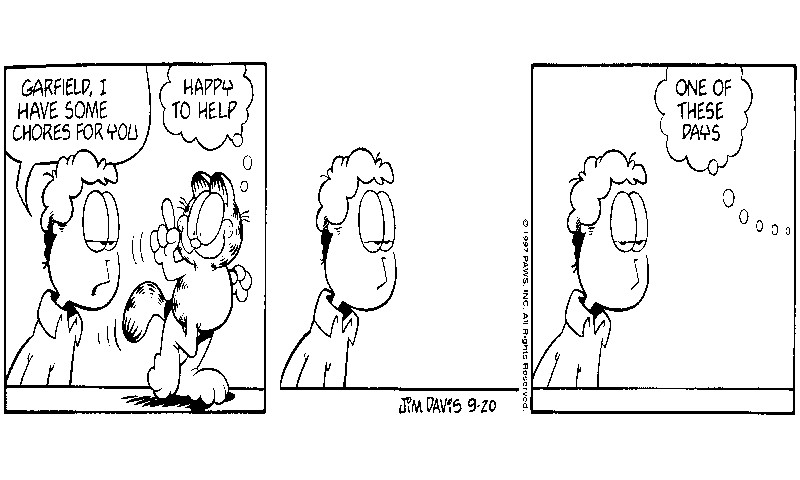 GARFIELD, I
HAVE SOME
CHORES FOR YOU
HAPPY
TO HELP
JIM DAVIS 9-20
© 1997 PAWS, INC. All Rights Reserved.
ONE OF
THESE
DAYS